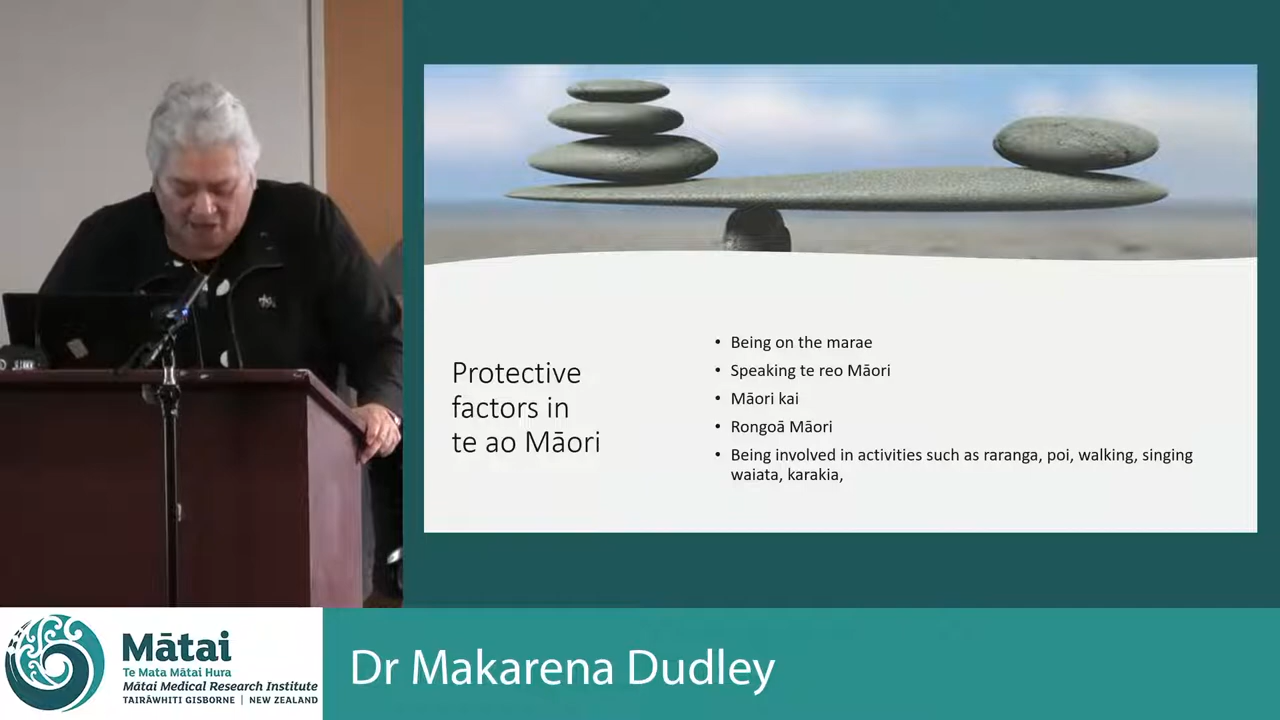 Protective
factors in
te ao Māori
• Being on the marae
• Speaking te reo Māori
• Māori kai
• Rongoā Māori
• Being involved in activities such as raranga, poi, walking, singing
waiata, karakia,
Mātai
Te Mata Mātai Hura
Mātai Medical Research Institute
TAIRĀWHITI GISBORNE | NEW ZEALAND
Dr Makarena Dudley